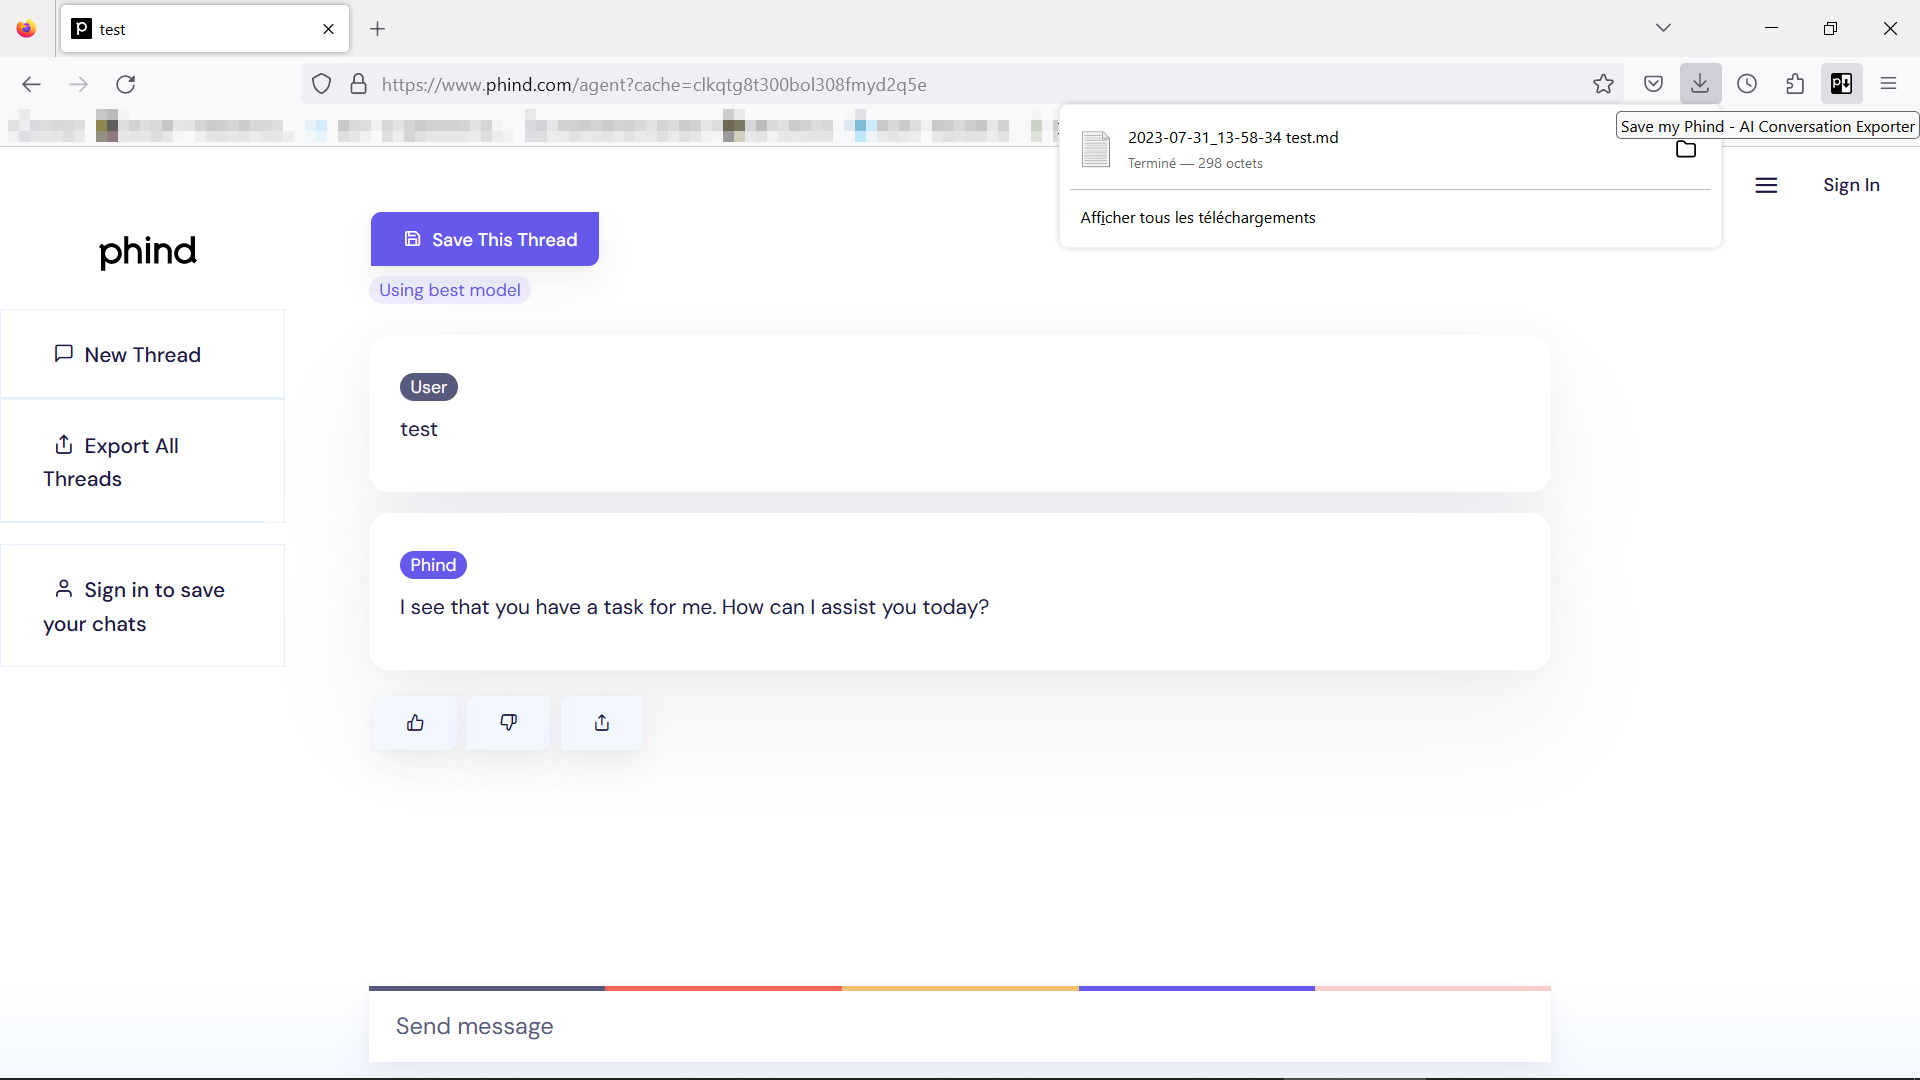 test
https://www.phind.com/agent?cache=clkqtg8t300bol308fmyd2q5e
Save my Phind - AI Conversation Exporter
2023-07-31_13-58-34 test.md
Terminé — 298 octets
Afficher tous les téléchargements
Sign In
phind
Save This Thread
Using best model
New Thread
Export All
Threads
Sign in to save
your chats
User
test
Phind
I see that you have a task for me. How can I assist you today?
Send message